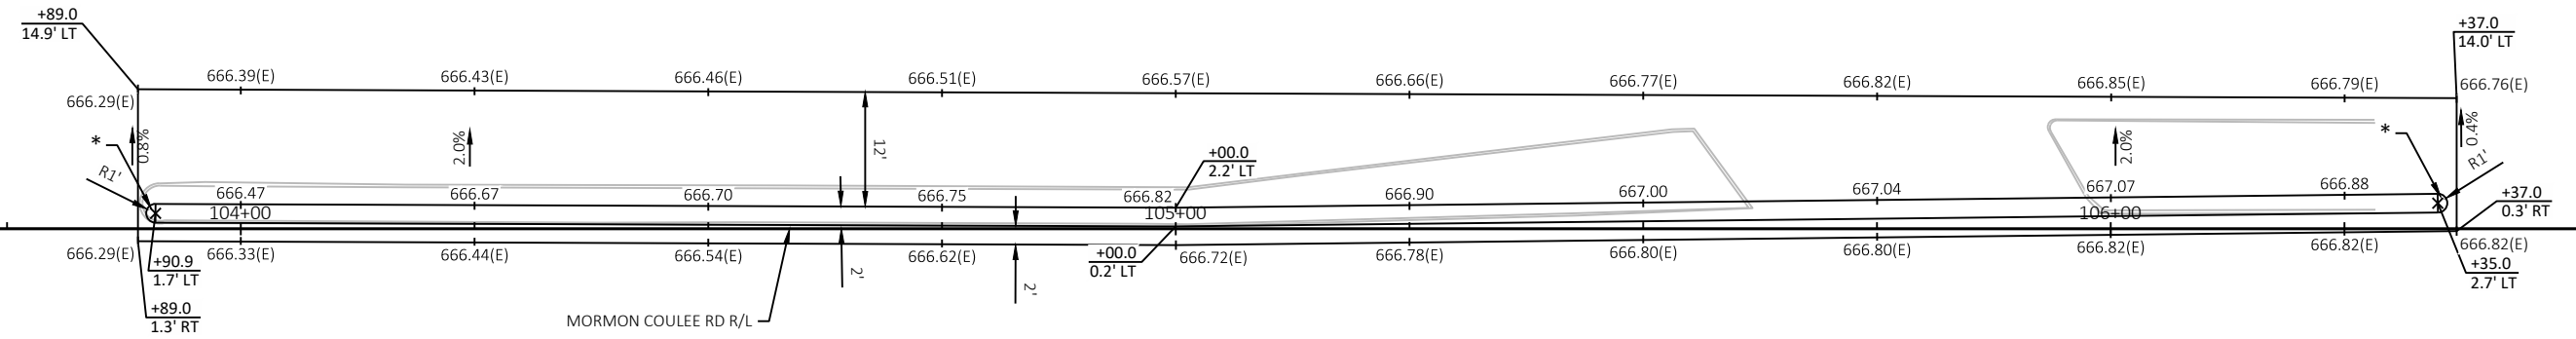 +89.0
14.9' LT
+37.0
14.0' LT
666.29(E)
666.39(E)
666.43(E)
666.46(E)
666.51(E)
666.57(E)
666.66(E)
666.77(E)
666.82(E)
666.85(E)
666.79(E)
666.76(E)
*
0.8%
2.0%
12'
+00.0
2.2' LT
2.0%
*
0.4%
R1'
R1'
666.47
666.67
666.70
666.75
666.82
666.90
667.00
667.04
667.07
666.88
104+00
105+00
106+00
+37.0
0.3' RT
666.29(E)
666.33(E)
666.44(E)
666.54(E)
666.62(E)
+00.0
0.2' LT
666.72(E)
666.78(E)
666.80(E)
666.80(E)
666.82(E)
666.82(E)
666.82(E)
+90.9
1.7' LT
2'
2'
+35.0
2.7' LT
+89.0
1.3' RT
MORMON COULEE RD R/L